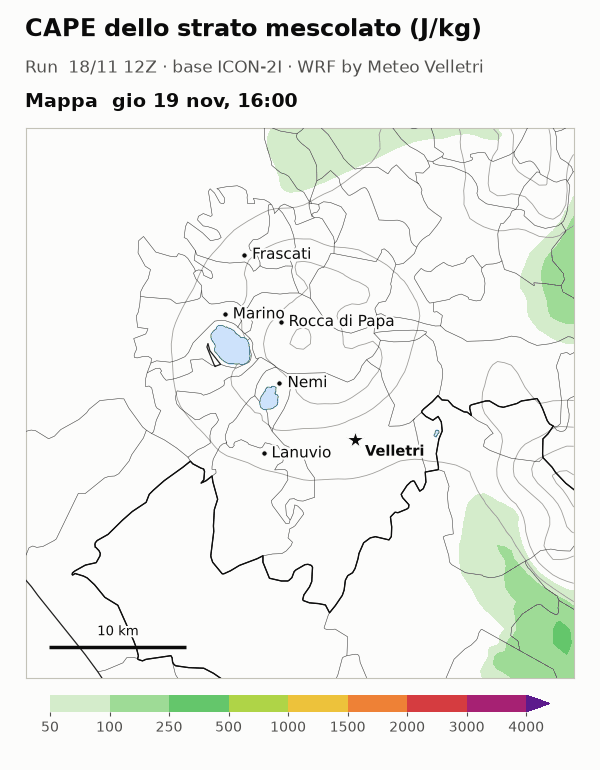 CAPE dello strato mescolato (J/kg)
Run  18/11 12Z · base ICON-2I · WRF by Meteo Velletri
Mappa  gio 19 nov, 16:00
Frascati
Marino
Rocca di Papa
Nemi
Velletri
Lanuvio
10 km
50 100 250 500 1000 1500 2000 3000 4000